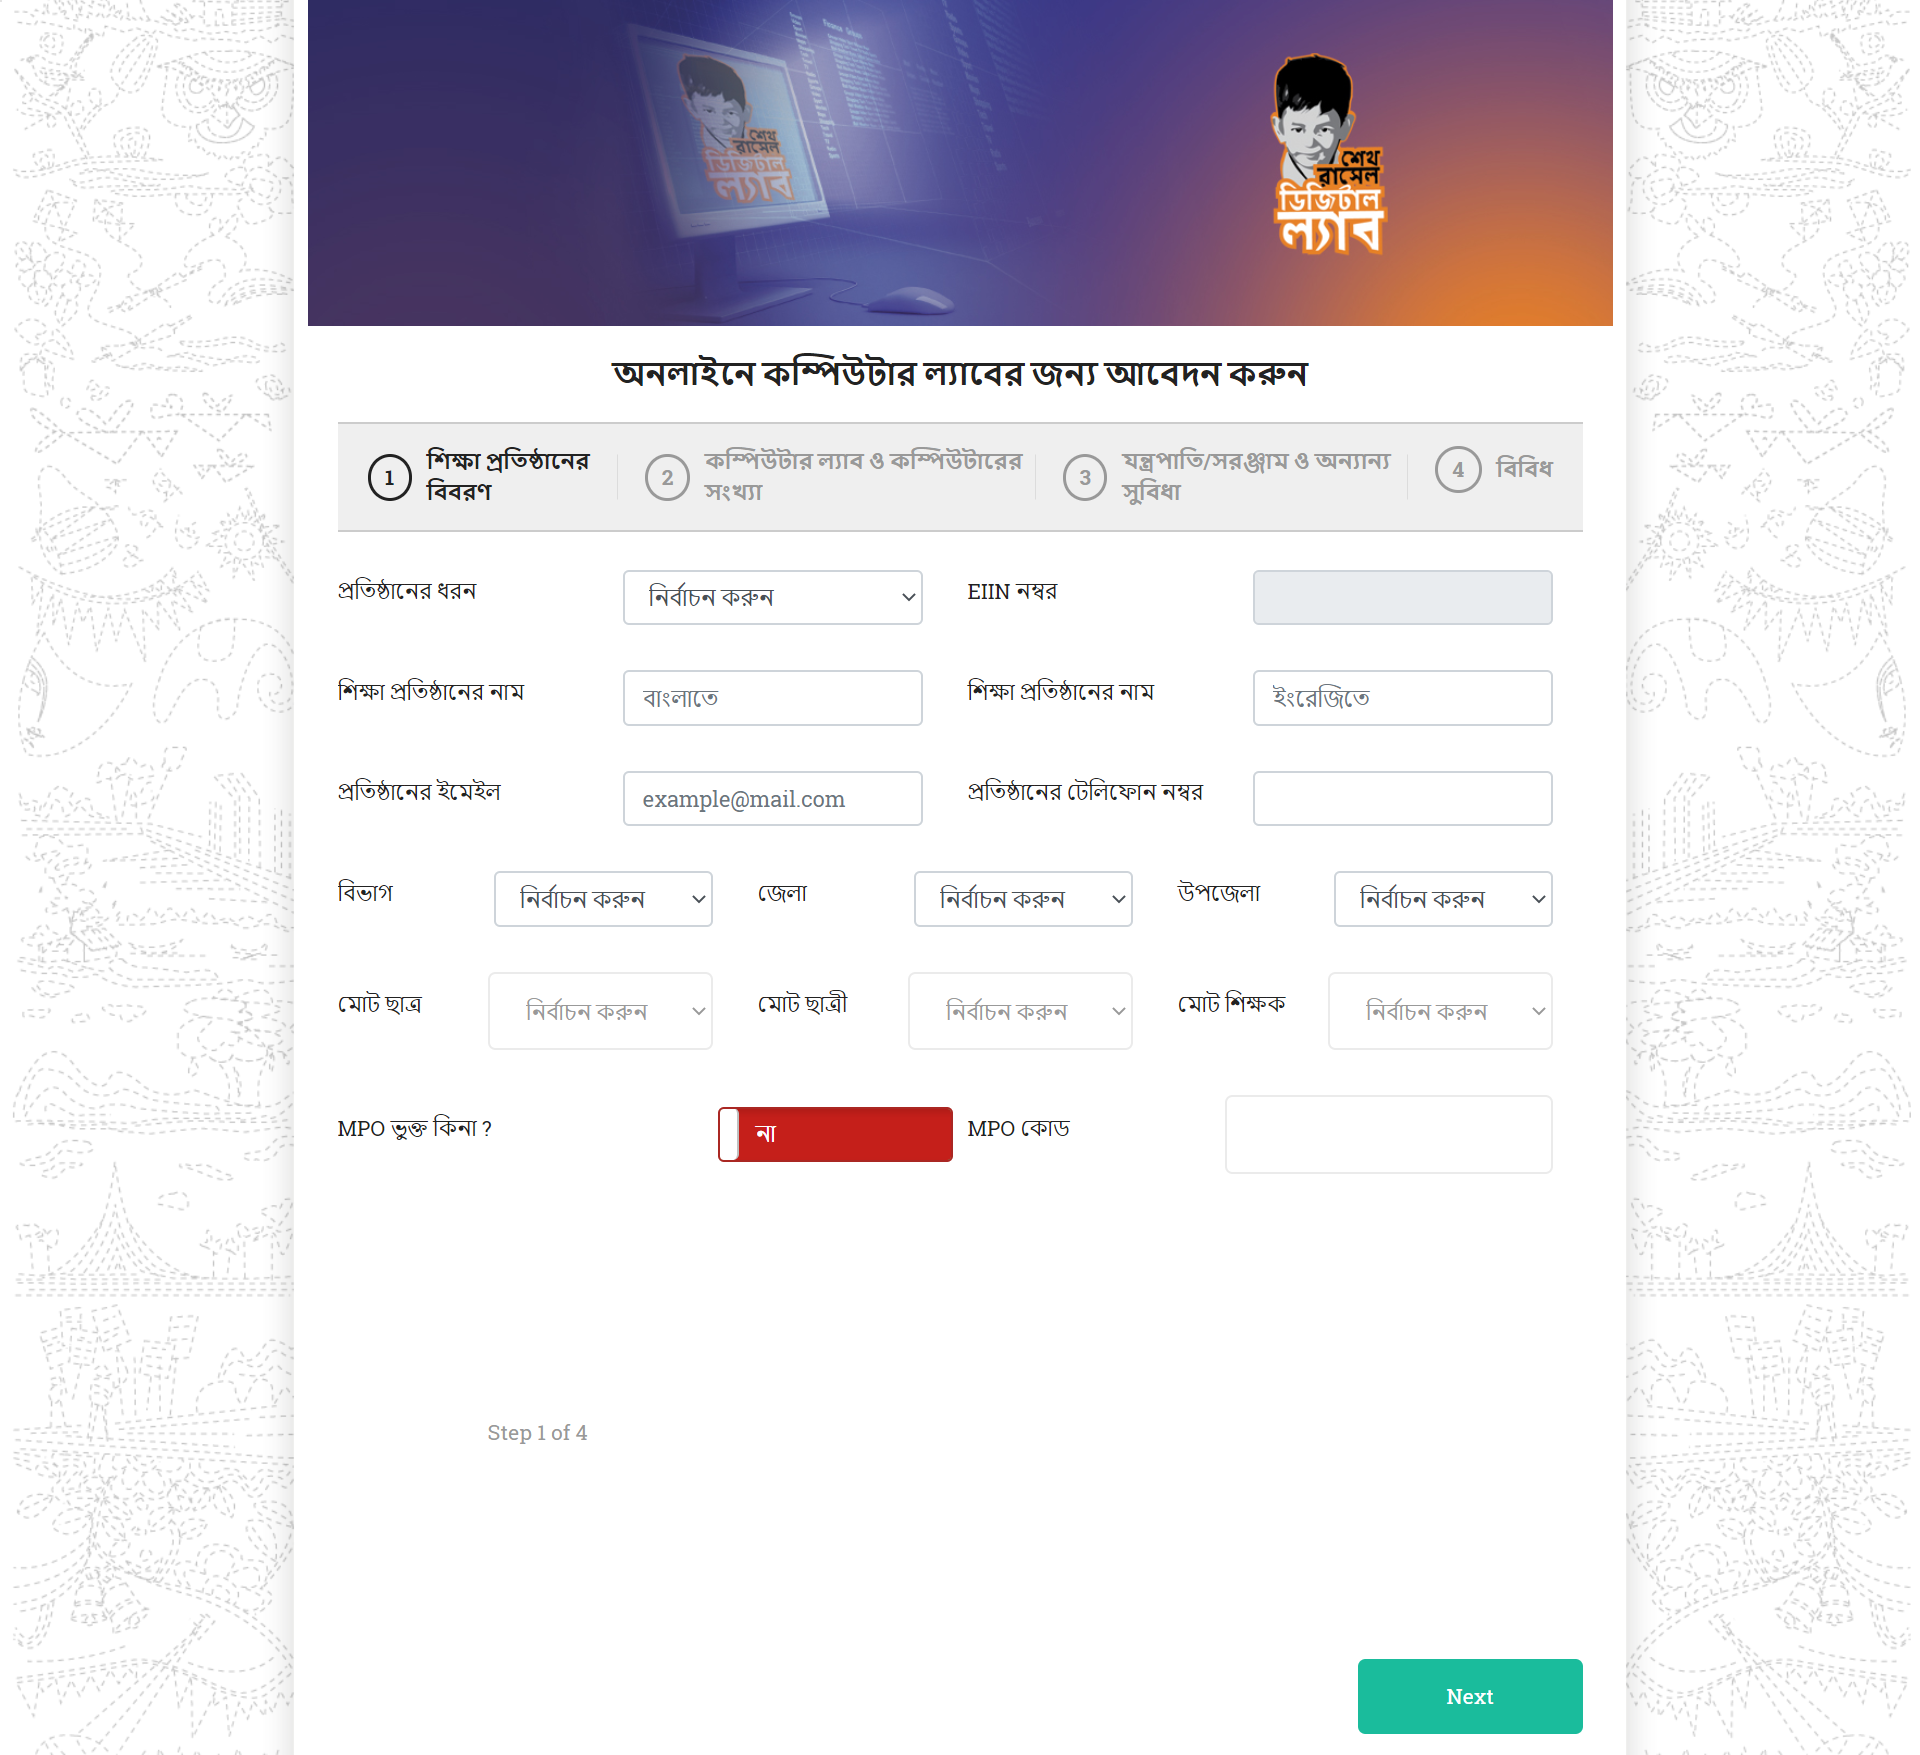 শেখ
রাসেল
ডিজিটাল
ল্যাব
শেখ
রাসেল
ডিজিটাল
ল্যাব
অনলাইনে কম্পিউটার ল্যাবের জন্য আবেদন করুন
1 শিক্ষা প্রতিষ্ঠানের বিবরণ
2 কম্পিউটার ল্যাব ও কম্পিউটারের সংখ্যা
3 যন্ত্রপাতি/সরঞ্জাম ও অন্যান্য সুবিধা
4 বিবিধ
প্রতিষ্ঠানের ধরন নির্বাচন করুন EIIN নম্বর
শিক্ষা প্রতিষ্ঠানের নাম বাংলাতে শিক্ষা প্রতিষ্ঠানের নাম ইংরেজিতে
প্রতিষ্ঠানের ইমেইল example@mail.com প্রতিষ্ঠানের টেলিফোন নম্বর
বিভাগ নির্বাচন করুন জেলা নির্বাচন করুন উপজেলা নির্বাচন করুন
মোট ছাত্র নির্বাচন করুন মোট ছাত্রী নির্বাচন করুন মোট শিক্ষক নির্বাচন করুন
MPO ভুক্ত কিনা ? না MPO কোড
Step 1 of 4
Next